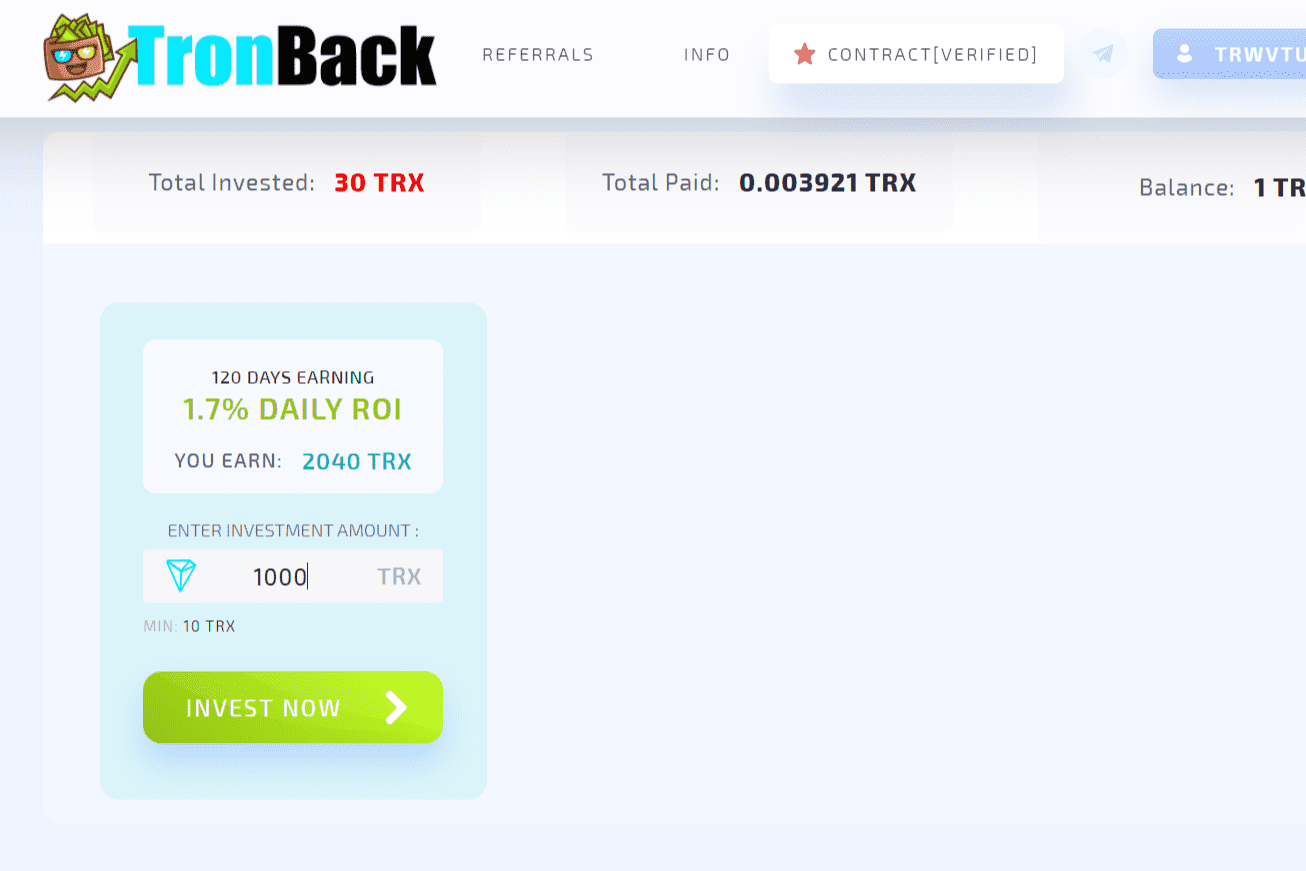 TronBack
REFERRALS
INFO
CONTRACT[VERIFIED]
TRWVTU
Total Invested: 30 TRX
Total Paid: 0.003921 TRX
Balance: 1 TR
120 DAYS EARNING
1.7% DAILY ROI
YOU EARN: 2040 TRX
ENTER INVESTMENT AMOUNT :
1000 TRX
MIN: 10 TRX
INVEST NOW